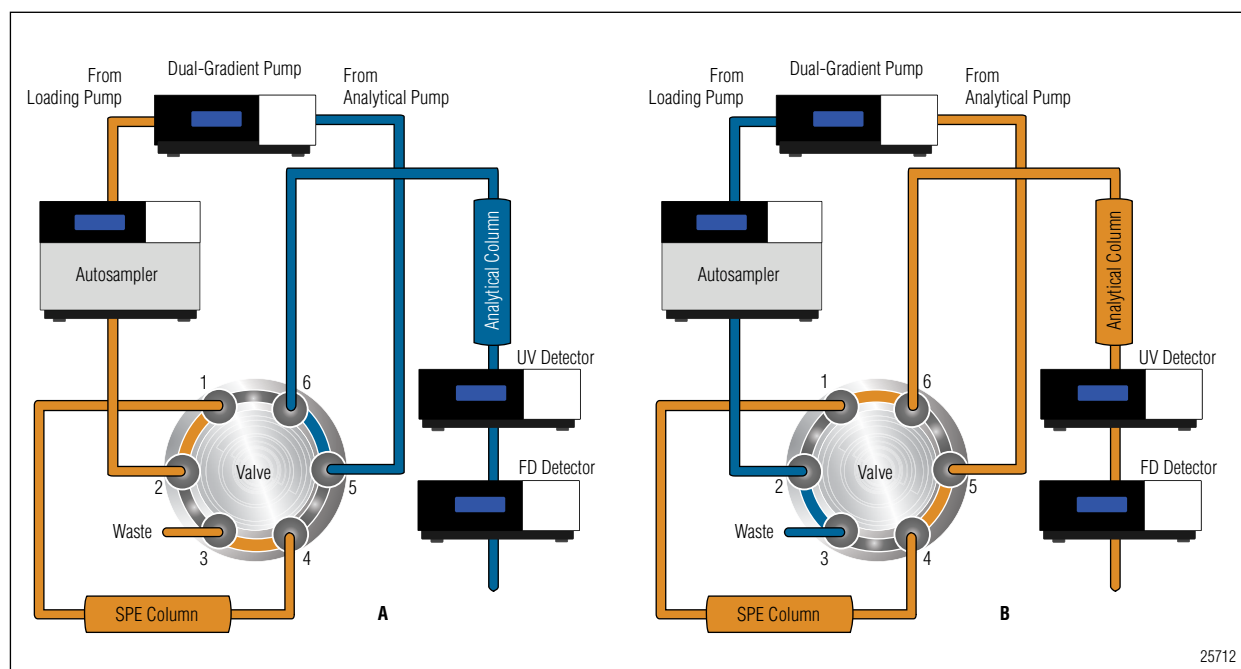 From
Loading Pump
Dual-Gradient Pump
From
Analytical Pump
Autosampler
Analytical Column
UV Detector
FD Detector
1
6
2
Valve
5
Waste
3
4
SPE Column
A
From
Loading Pump
Dual-Gradient Pump
From
Analytical Pump
Autosampler
Analytical Column
UV Detector
FD Detector
1
6
2
Valve
5
Waste
3
4
SPE Column
B
25712